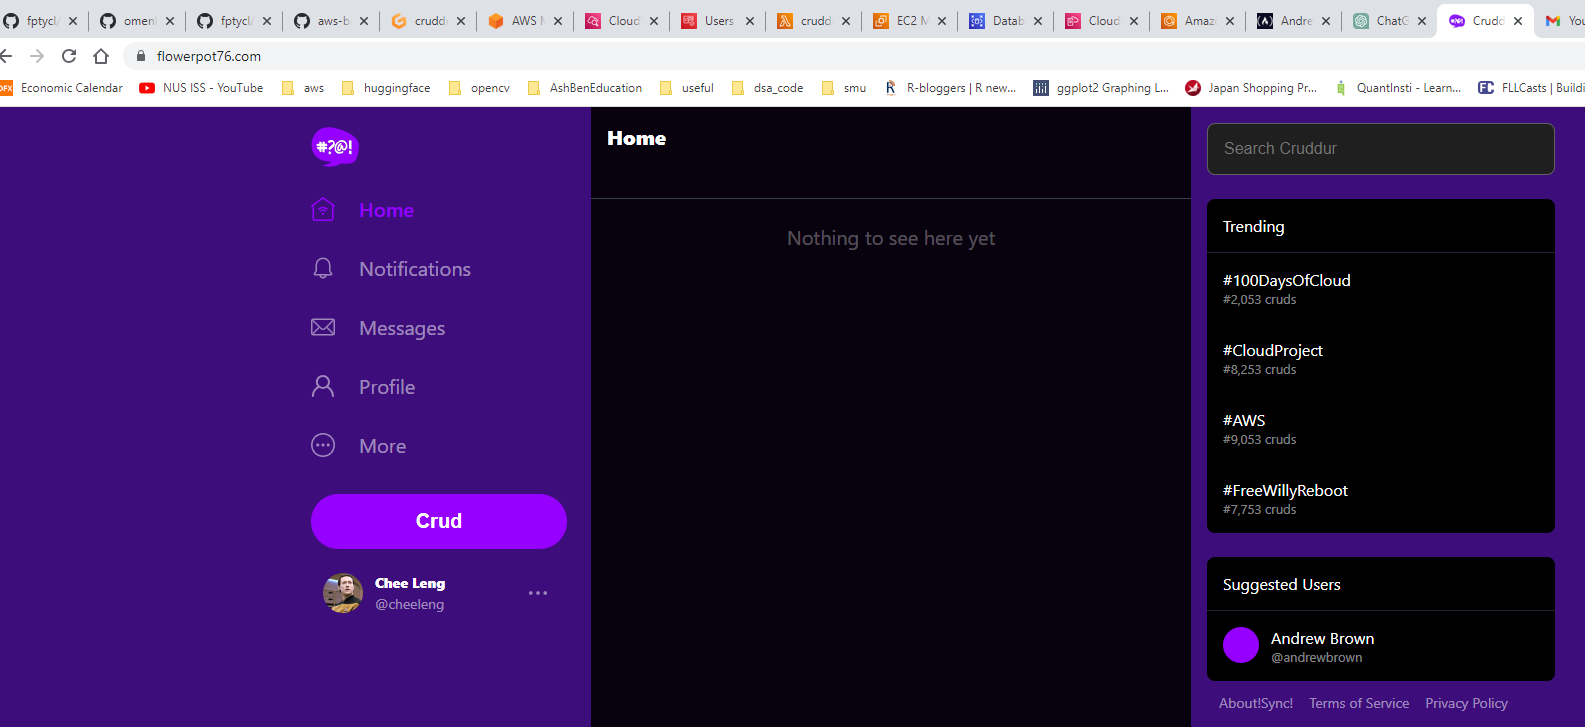 fptycl/
omenk
fptycl/
aws-b
crudd
AWS M
Cloud
Users
crudd
EC2 M
Datab
Cloud
Amazo
Andre
ChatG
Crudd
You
flowerpot76.com
Economic Calendar
NUS ISS - YouTube
aws
huggingface
opencv
AshBenEducation
useful
dsa_code
smu
R-bloggers | R new...
ggplot2 Graphing L...
Japan Shopping Pr...
QuantInsti - Learn...
FLLCasts | Buildi
#?@!
Home
Notifications
Messages
Profile
More
Crud
Chee Leng
@cheeleng
Home
Nothing to see here yet
Search Cruddur
Trending
#100DaysOfCloud
#2,053 cruds
#CloudProject
#8,253 cruds
#AWS
#9,053 cruds
#FreeWillyReboot
#7,753 cruds
Suggested Users
Andrew Brown
@andrewbrown
About!Sync! Terms of Service Privacy Policy